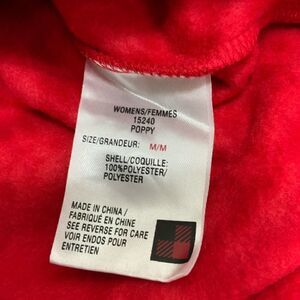 WOMENS/FEMMES
15240
POPPY
SIZE/GRANDEUR: M/M
SHELL/COQUILLE:
100%POLYESTER/
POLYESTER
MADE IN CHINA /
FABRIQUÉ EN CHINE
SEE REVERSE FOR CARE
VOIR ENDOS POUR
ENTRETIEN